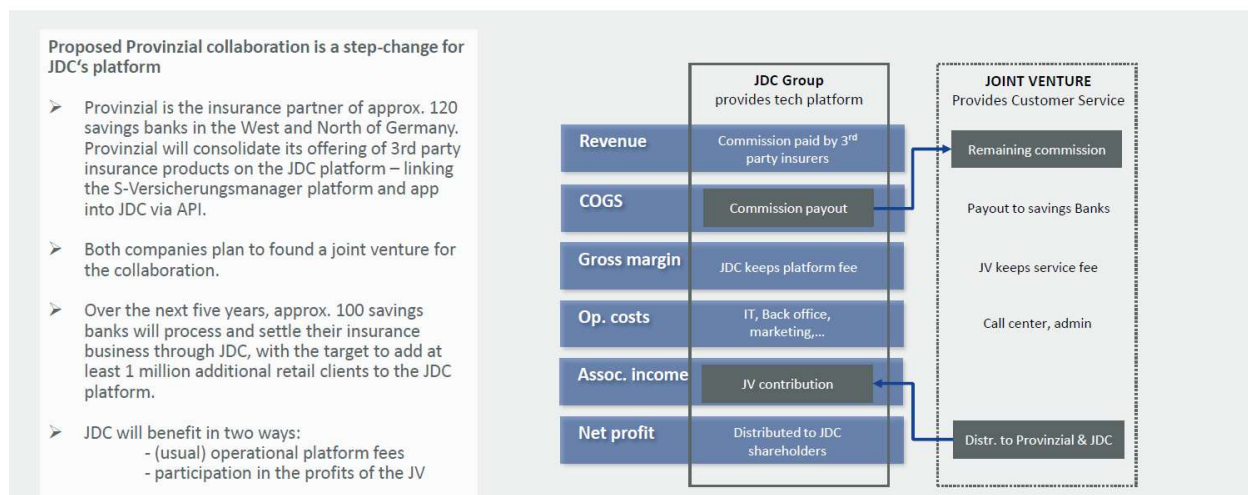 Proposed Provinzial collaboration is a step-change for
JDC‘s platform
➢ Provinzial is the insurance partner of approx. 120
savings banks in the West and North of Germany.
Provinzial will consolidate its offering of 3rd party
insurance products on the JDC platform – linking
the S-Versicherungsmanager platform and app
into JDC via API.
➢ Both companies plan to found a joint venture for
the collaboration.
➢ Over the next five years, approx. 100 savings
banks will process and settle their insurance
business through JDC, with the target to add at
least 1 million additional retail clients to the JDC
platform.
➢ JDC will benefit in two ways:
- (usual) operational platform fees
- participation in the profits of the JV
JDC Group
provides tech platform
JOINT VENTURE
Provides Customer Service
Revenue
Commission paid by 3rd
party insurers
Remaining commission
COGS
Commission payout
Payout to savings Banks
Gross margin
JDC keeps platform fee
JV keeps service fee
Op. costs
IT, Back office,
marketing,...
Call center, admin
Assoc. income
JV contribution
Net profit
Distributed to JDC
shareholders
Distr. to Provinzial & JDC